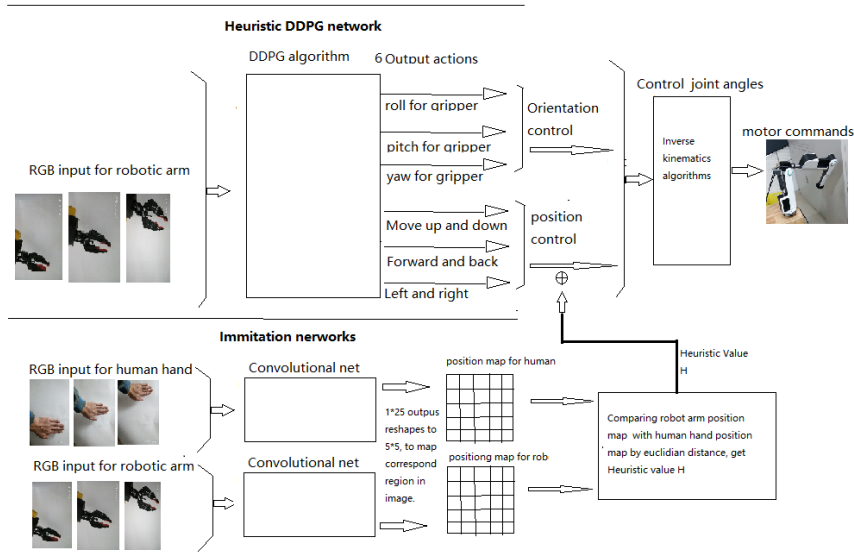 Heuristic DDPG network
DDPG algorithm
6 Output actions
roll for gripper
pitch for gripper
yaw for gripper
Move up and down
Forward and back
Left and right
RGB input for robotic arm
Orientation
control
position
control
Control joint angles
Inverse
kinematics
algorithms
motor commands
Immitation nerworks
RGB input for human hand
Convolutional net
position map for human
1*25 outpus
reshapes to
5*5, to map
correspond
region in
image.
RGB input for robotic arm
Convolutional net
positiong map for rob
Heuristic Value
H
Comparing robot arm position
map with human hand position
map by euclidian distance, get
Heuristic value H